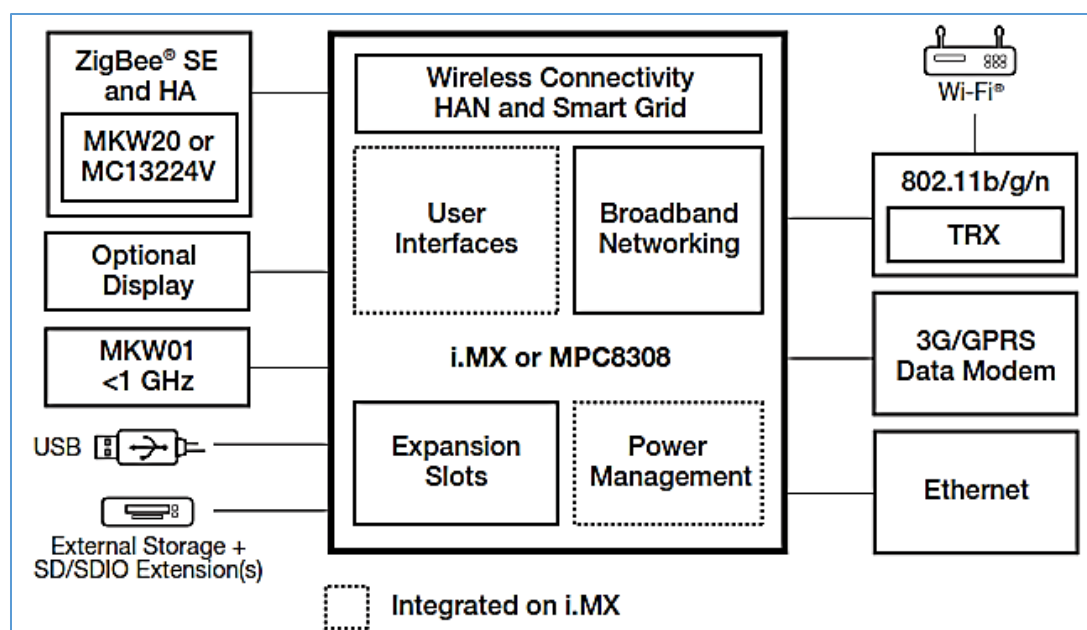 ZigBee® SE
and HA
MKW20 or
MC13224V
Optional
Display
MKW01
<1 GHz
USB
External Storage +
SD/SDIO Extension(s)
Wireless Connectivity
HAN and Smart Grid
User
Interfaces
Broadband
Networking
i.MX or MPC8308
Expansion
Slots
Power
Management
Wi-Fi®
802.11b/g/n
TRX
3G/GPRS
Data Modem
Ethernet
Integrated on i.MX